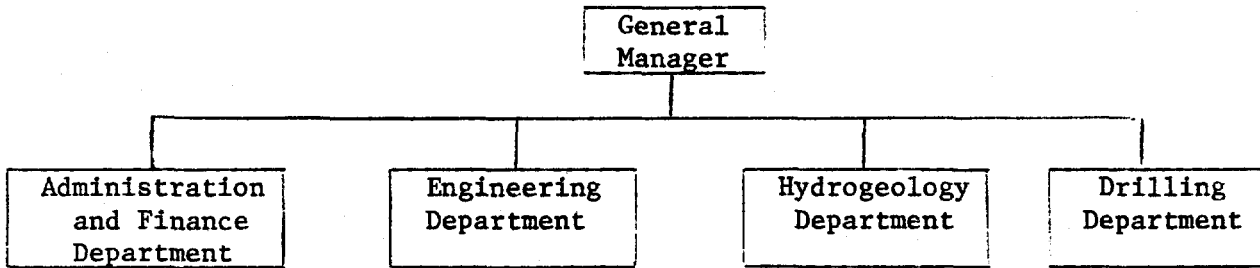 General
Manager
Administration
and Finance
Department
Engineering
Department
Hydrogeology
Department
Drilling
Department